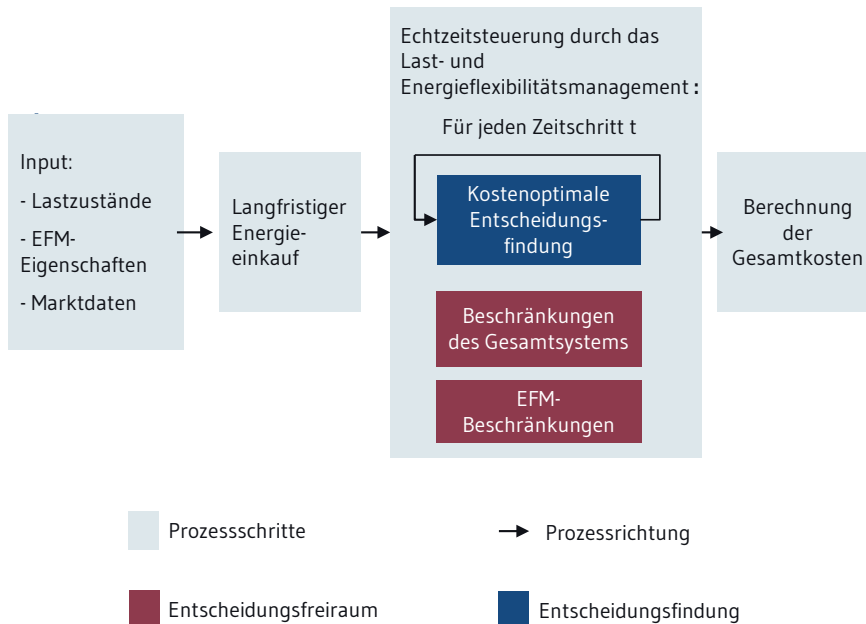 Input:
- Lastzustände
- EFM-
Eigenschaften
- Marktdaten
Langfristiger
Energie-
einkauf
Echtzeitsteuerung durch das
Last- und
Energieflexibilitätsmanagement :
Für jeden Zeitschritt t
Kostenoptimale
Entscheidungs-
findung
Beschränkungen
des Gesamtsystems
EFM-
Beschränkungen
Berechnung
der
Gesamtkosten
Prozessschritte
Prozessrichtung
Entscheidungsfreiraum
Entscheidungsfindung